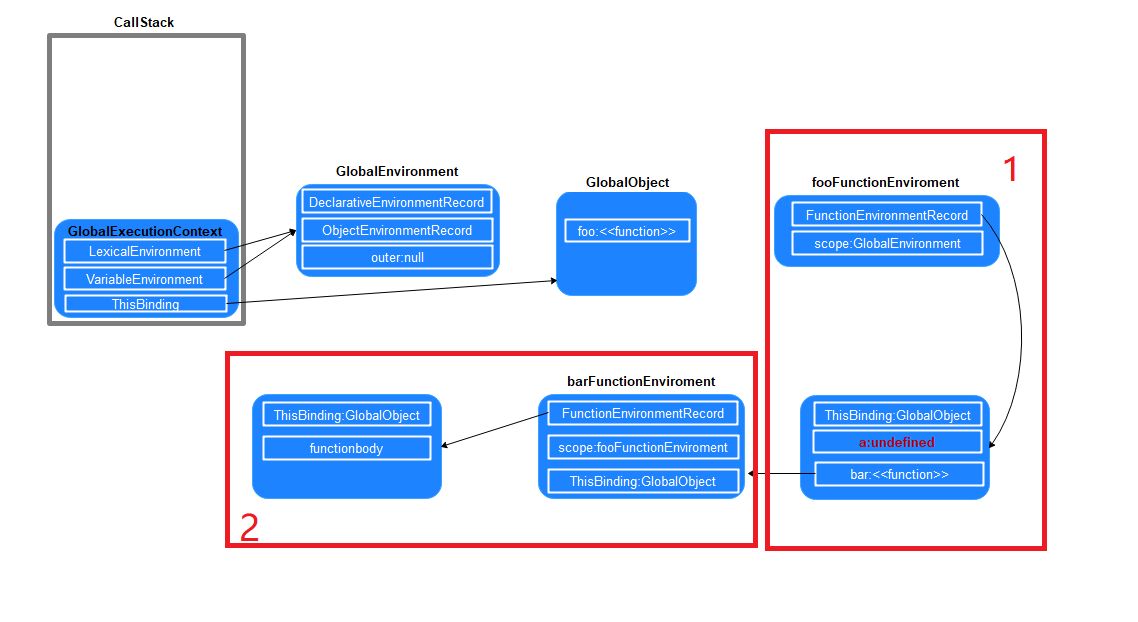 CallStack
GlobalExecutionContext
LexicalEnvironment
VariableEnvironment
ThisBinding
GlobalEnvironment
DeclarativeEnvironmentRecord
ObjectEnvironmentRecord
outer:null
GlobalObject
foo:<<function>>
1
fooFunctionEnviroment
FunctionEnvironmentRecord
scope:GlobalEnvironment
ThisBinding:GlobalObject
a:undefined
bar:<<function>>
barFunctionEnviroment
FunctionEnvironmentRecord
scope:fooFunctionEnviroment
ThisBinding:GlobalObject
ThisBinding:GlobalObject
functionbody
2